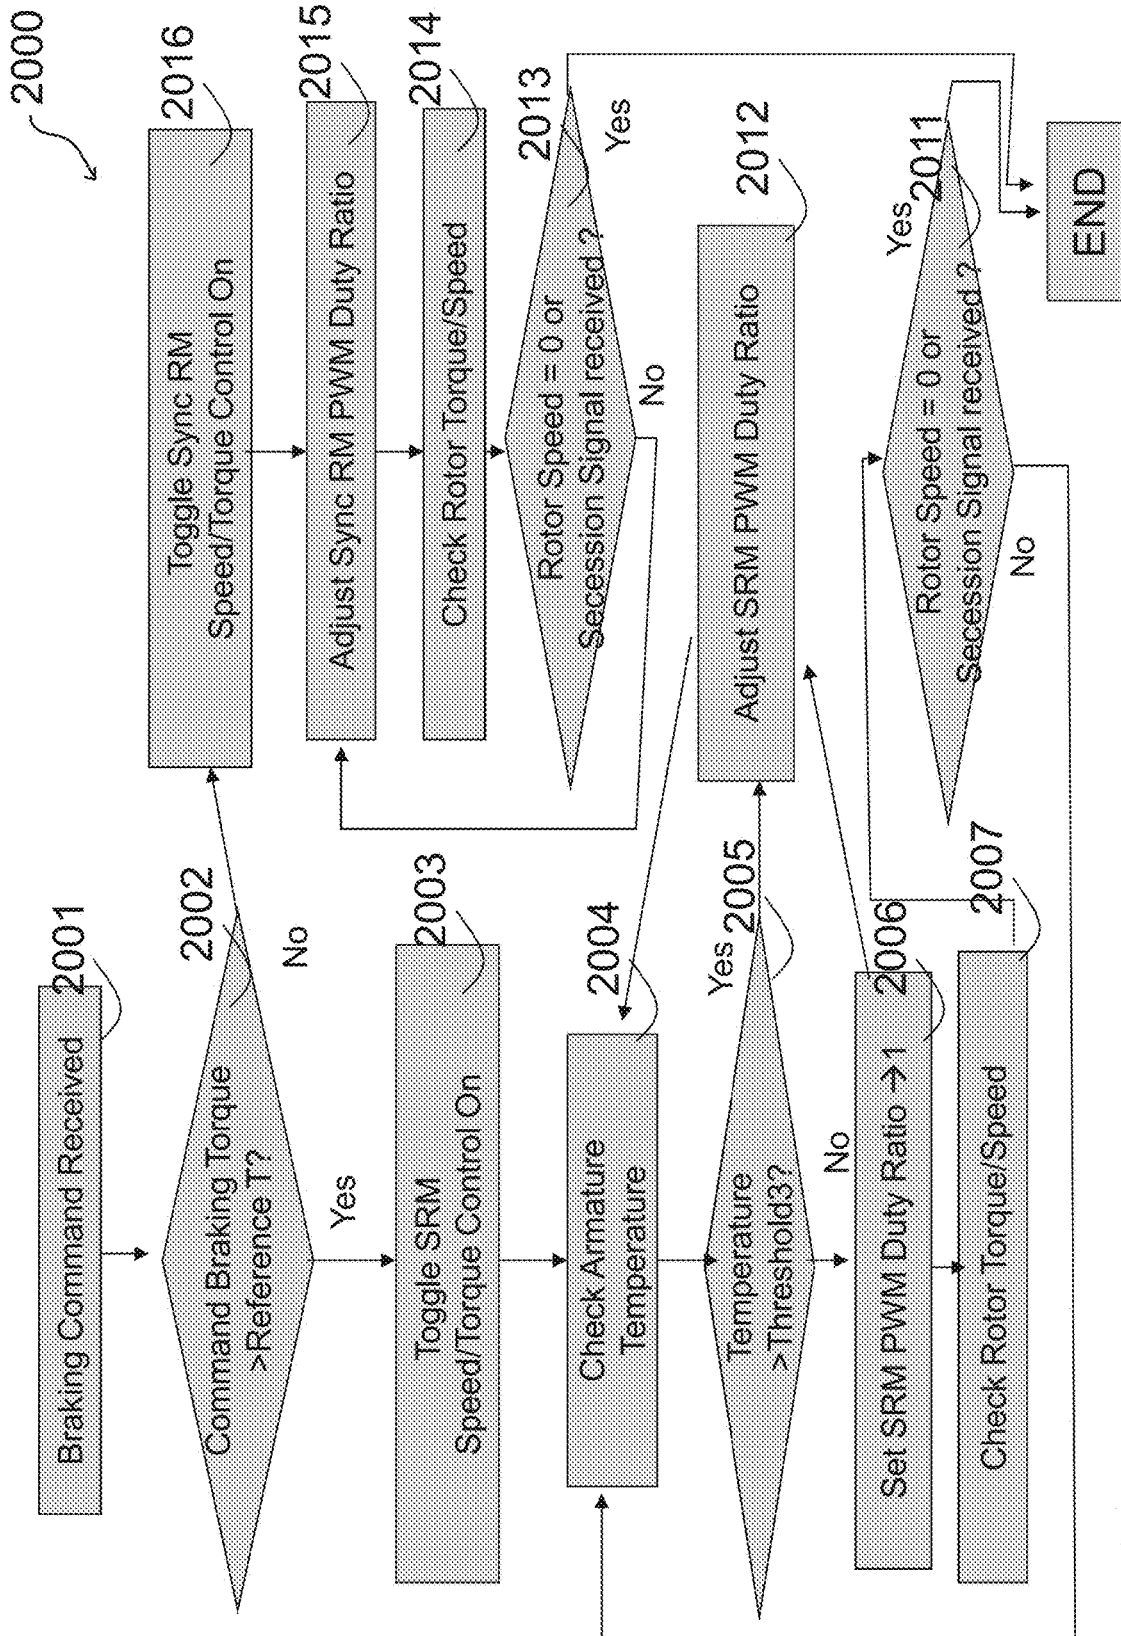 2000
Braking Command Received
2001
Command Braking Torque
>Reference T?
2002
No
Yes
Toggle SRM
Speed/Torque Control On
2003
Check Armature
Temperature
2004
Temperature
>Threshold3?
2005
Yes
No
Set SRM PWM Duty Ratio →1
2006
Check Rotor Torque/Speed
2007
Toggle Sync RM
Speed/Torque Control On
2016
Adjust Sync RM PWM Duty Ratio
2015
Check Rotor Torque/Speed
2014
Rotor Speed = 0 or
Secession Signal received ?
2013
Yes
No
Adjust SRM PWM Duty Ratio
2012
Rotor Speed = 0 or
Secession Signal received ?
2011
Yes
No
END